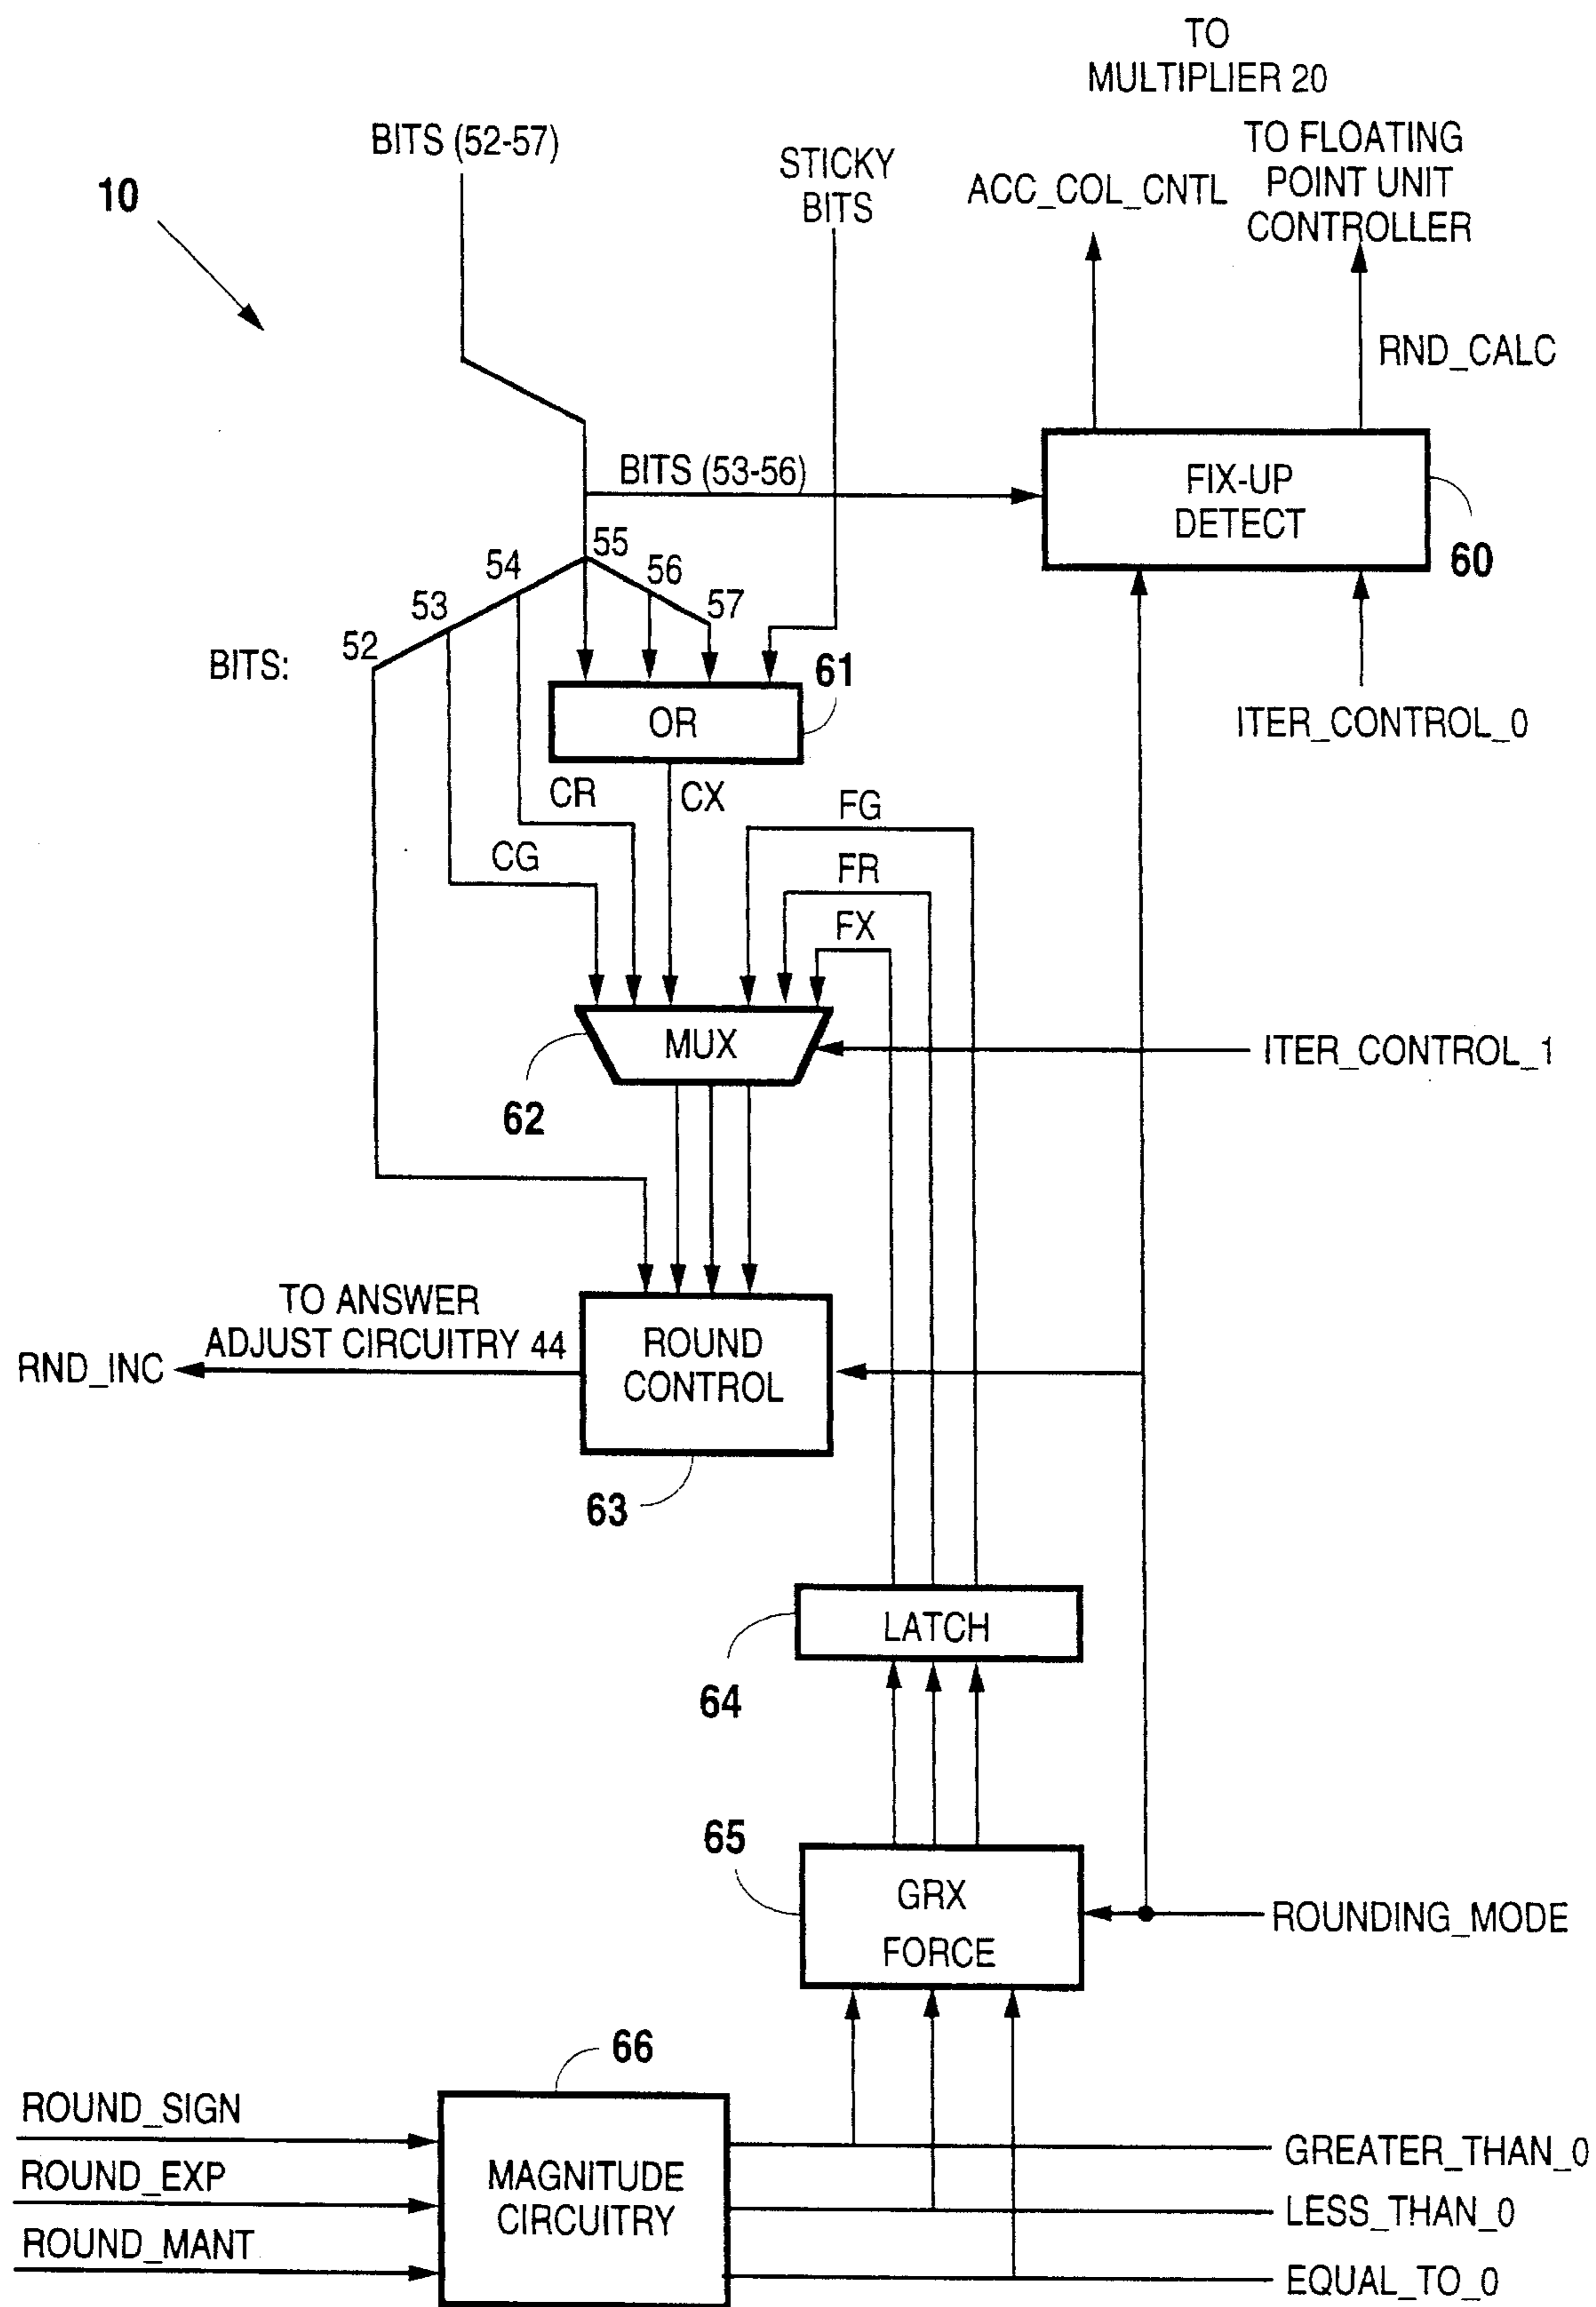 TO
MULTIPLIER 20
BITS (52-57)
STICKY
BITS
TO FLOATING
POINT UNIT
CONTROLLER
ACC_COL_CNTL
10
RND_CALC
BITS (53-56)
FIX-UP
DETECT
60
55
54
56
53
57
52
BITS:
61
OR
ITER_CONTROL_0
CR
CX
FG
CG
FR
FX
MUX
ITER_CONTROL_1
62
TO ANSWER
ADJUST CIRCUITRY 44
RND_INC
ROUND
CONTROL
63
LATCH
64
65
GRX
FORCE
ROUNDING_MODE
66
ROUND_SIGN
ROUND_EXP
ROUND_MANT
MAGNITUDE
CIRCUITRY
GREATER_THAN_0
LESS_THAN_0
EQUAL_TO_0